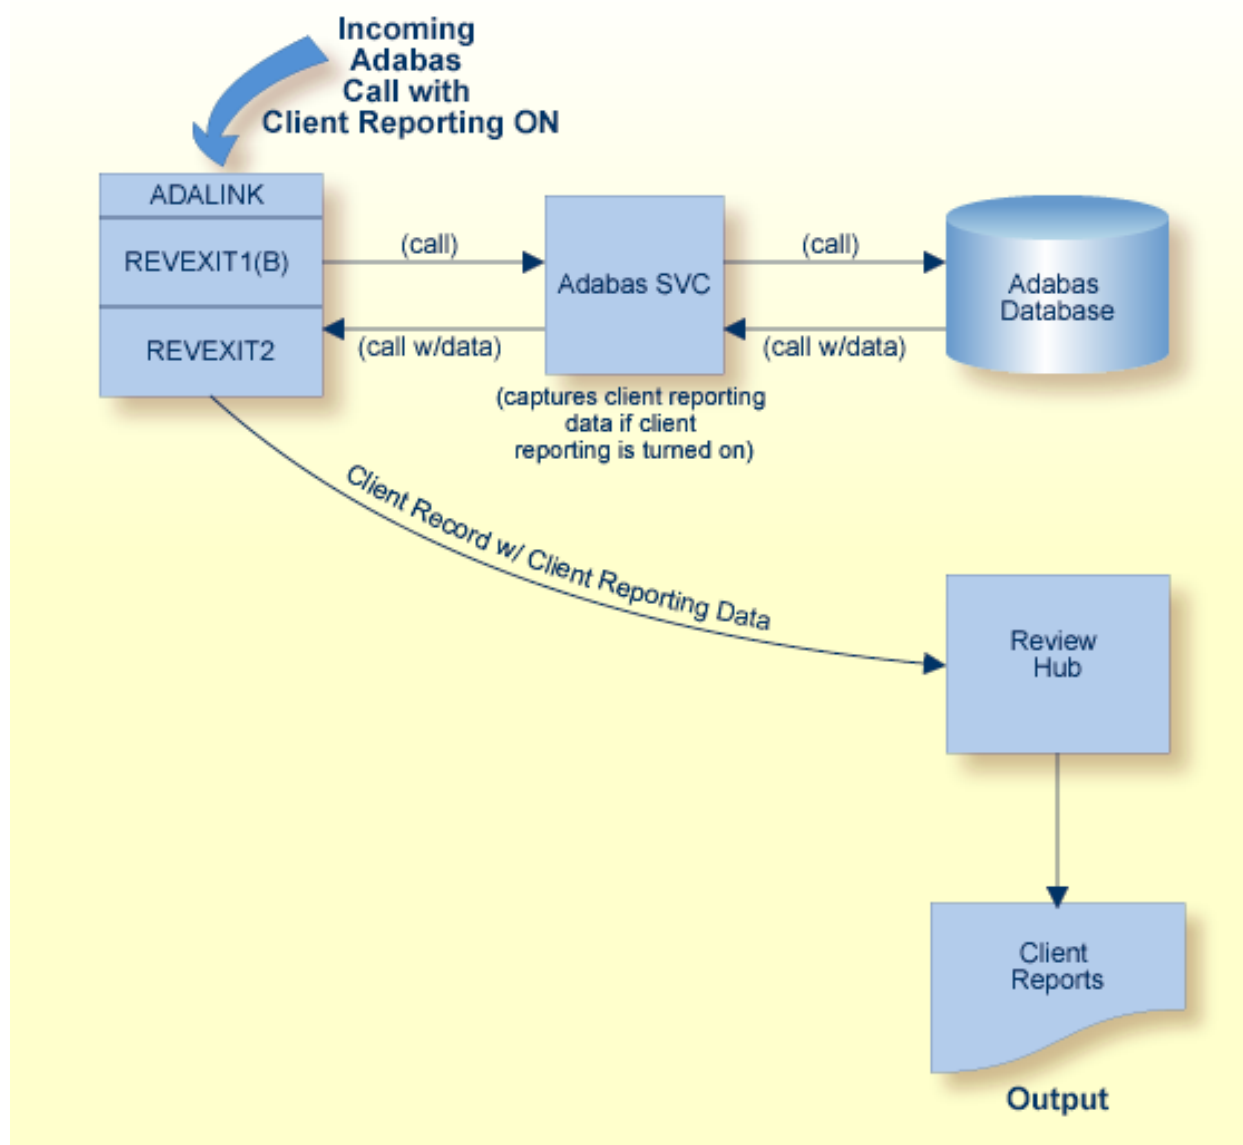 Incoming
Adabas
Call with
Client Reporting ON
ADALINK
REVEXIT1(B)
REVEXIT2
(call)
(call w/data)
Adabas SVC
(captures client reporting
data if client
reporting is turned on)
(call)
(call w/data)
Adabas
Database
Client Record w/ Client Reporting Data
Review
Hub
Client
Reports
Output